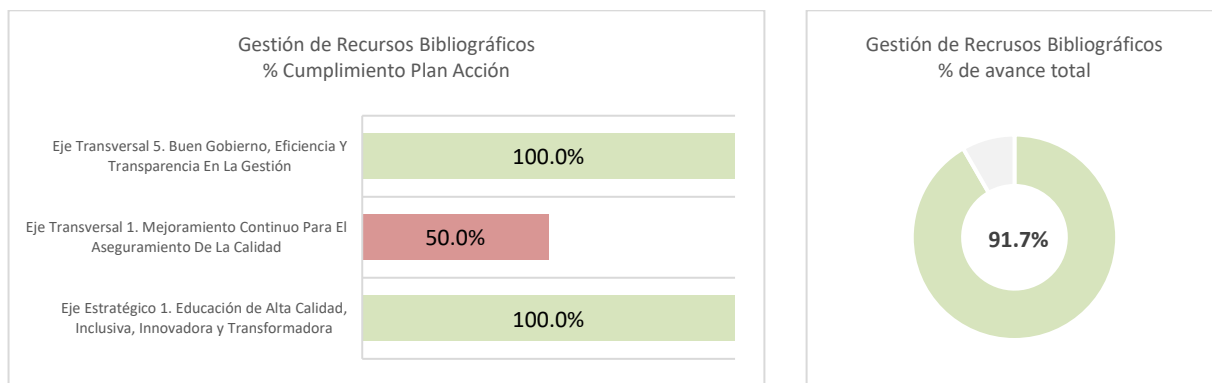 Gestión de Recursos Bibliográficos
% Cumplimiento Plan Acción
Eje Transversal 5. Buen Gobierno, Eficiencia Y
Transparencia En La Gestión
100.0%
Eje Transversal 1. Mejoramiento Continuo Para El
Aseguramiento De La Calidad
50.0%
Eje Estratégico 1. Educación de Alta Calidad,
Inclusiva, Innovadora y Transformadora
100.0%
Gestión de Recrusos Bibliográficos
% de avance total
91.7%